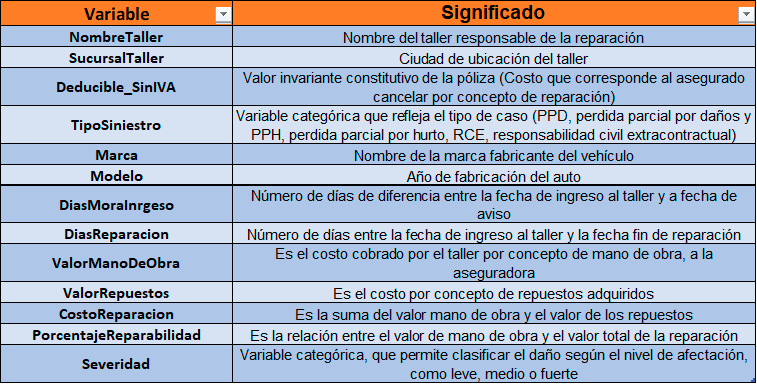 Variable Significado
NombreTaller Nombre del taller responsable de la reparación
SucursalTaller Ciudad de ubicación del taller
Deducible_SinIVA Valor invariante constitutivo de la póliza (Costo que corresponde al asegurado
cancelar por concepto de reparación)
TipoSiniestro Variable categórica que refleja el tipo de caso (PPD, perdida parcial por daños y
PPH, perdida parcial por hurto, RCE, responsabilidad civil extracontractual)
Marca Nombre de la marca fabricante del vehículo
Modelo Año de fabricación del auto
DiasMoraInrgeso Número de días de diferencia entre la fecha de ingreso al taller y a fecha de
aviso
DiasReparacion Número de días entre la fecha de ingreso al taller y la fecha fin de reparación
ValorManoDeObra Es el costo cobrado por el taller por concepto de mano de obra, a la
aseguradora
ValorRepuestos Es el costo por concepto de repuestos adquiridos
CostoReparacion Es la suma del valor mano de obra y el valor de los repuestos
PorcentajeReparabilidad Es la relación entre el valor de mano de obra y el valor total de la reparación
Severidad Variable categórica, que permite clasificar el daño según el nivel de afectación,
como leve, medio o fuerte